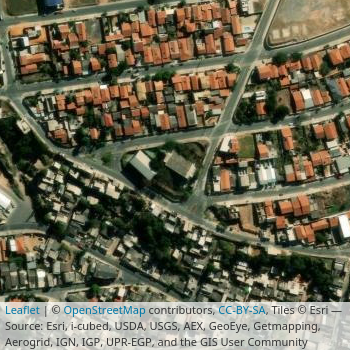 Leaflet | © OpenStreetMap contributors, CC-BY-SA, Tiles © Esri —
Source: Esri, i-cubed, USDA, USGS, AEX, GeoEye, Getmapping,
Aerogrid, IGN, IGP, UPR-EGP, and the GIS User Community